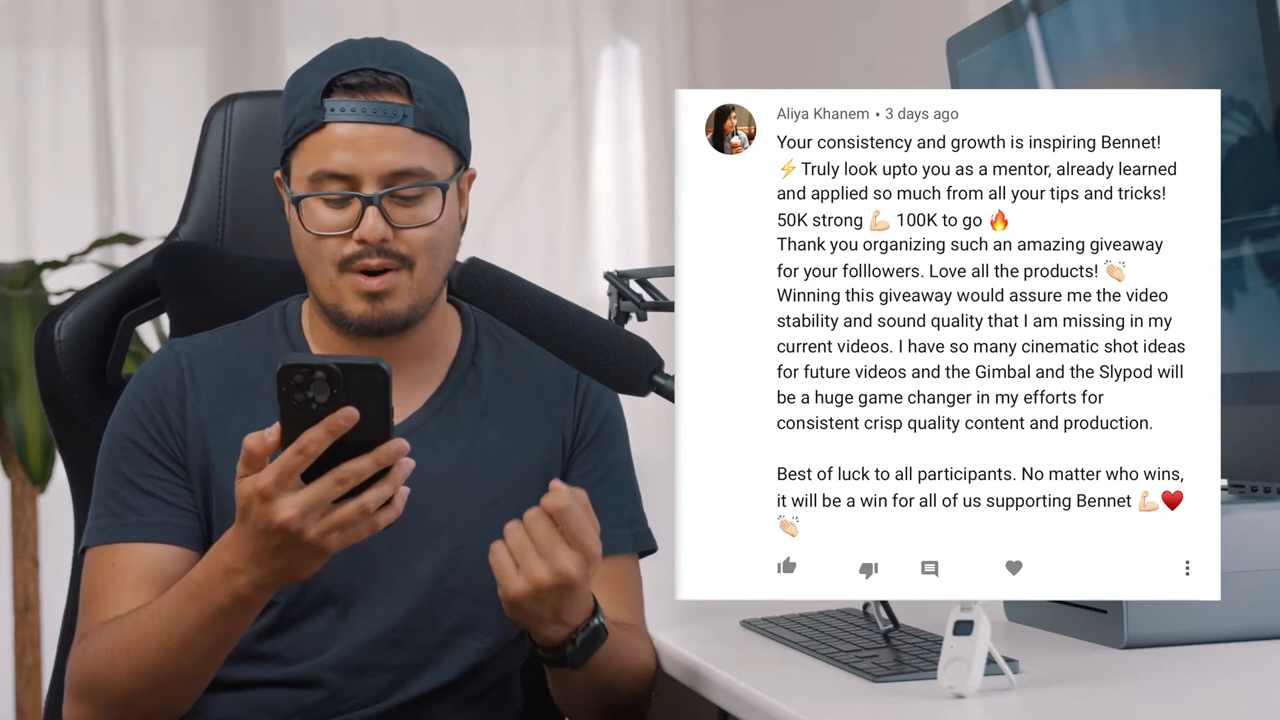 Aliya Khanem • 3 days ago
Your consistency and growth is inspiring Bennet!
⚡Truly look upto you as a mentor, already learned
and applied so much from all your tips and tricks!
50K strong 💪🏻 100K to go 🔥
Thank you organizing such an amazing giveaway
for your folllowers. Love all the products! 👏🏻
Winning this giveaway would assure me the video
stability and sound quality that I am missing in my
current videos. I have so many cinematic shot ideas
for future videos and the Gimbal and the Slypod will
be a huge game changer in my efforts for
consistent crisp quality content and production.
Best of luck to all participants. No matter who wins,
it will be a win for all of us supporting Bennet 💪🏻♥️
👏🏻